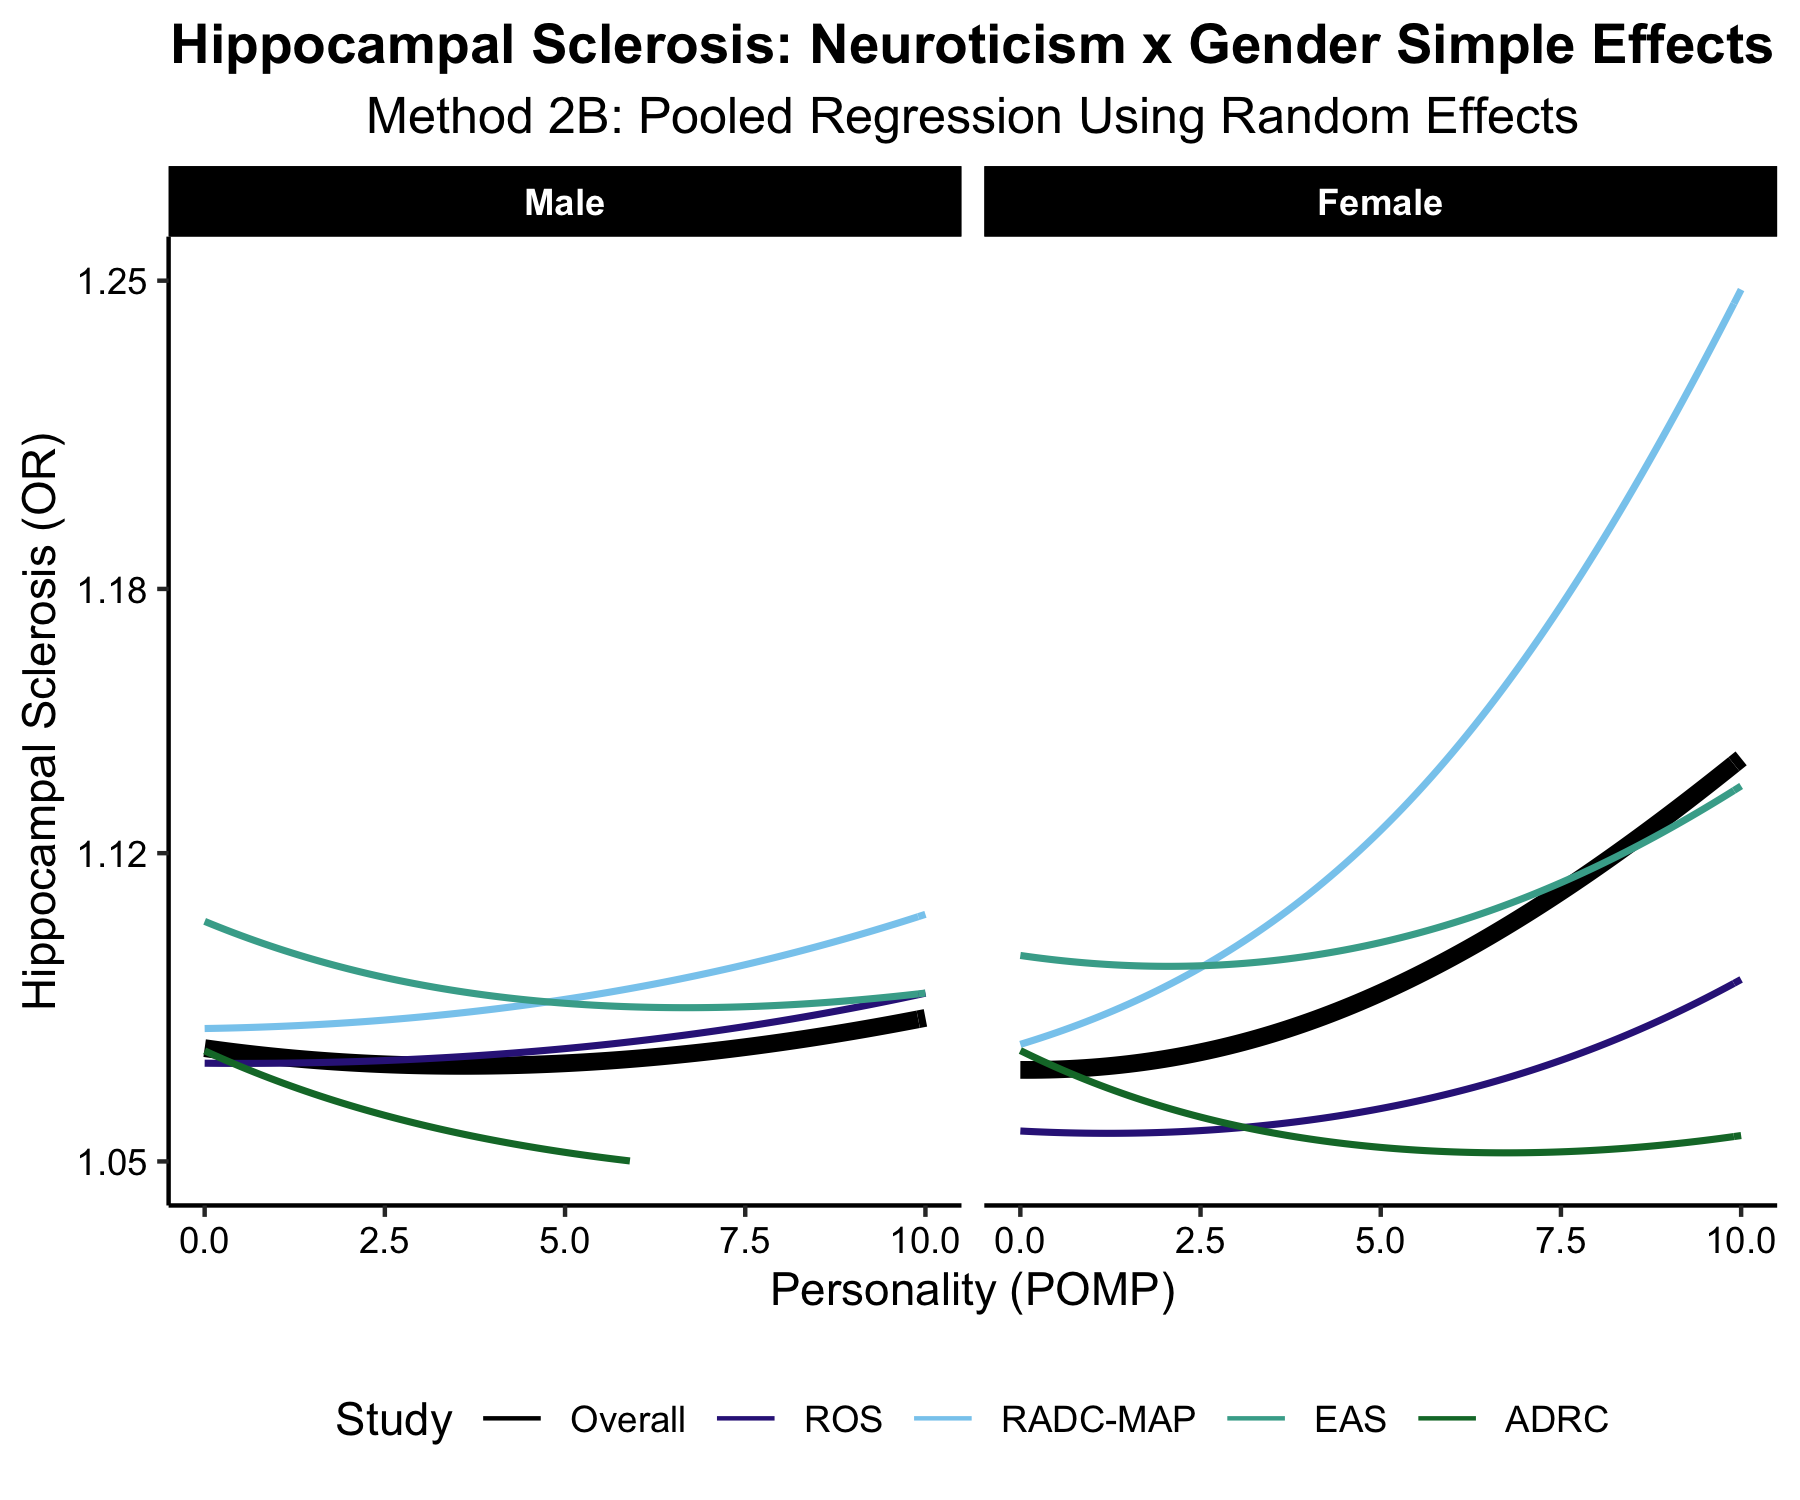 Hippocampal Sclerosis: Neuroticism x Gender Simple Effects
Method 2B: Pooled Regression Using Random Effects
Male Female
Hippocampal Sclerosis (OR)
1.25
1.18
1.12
1.05
0.0 2.5 5.0 7.5 10.0 0.0 2.5 5.0 7.5 10.0
Personality (POMP)
Study Overall ROS RADC-MAP EAS ADRC